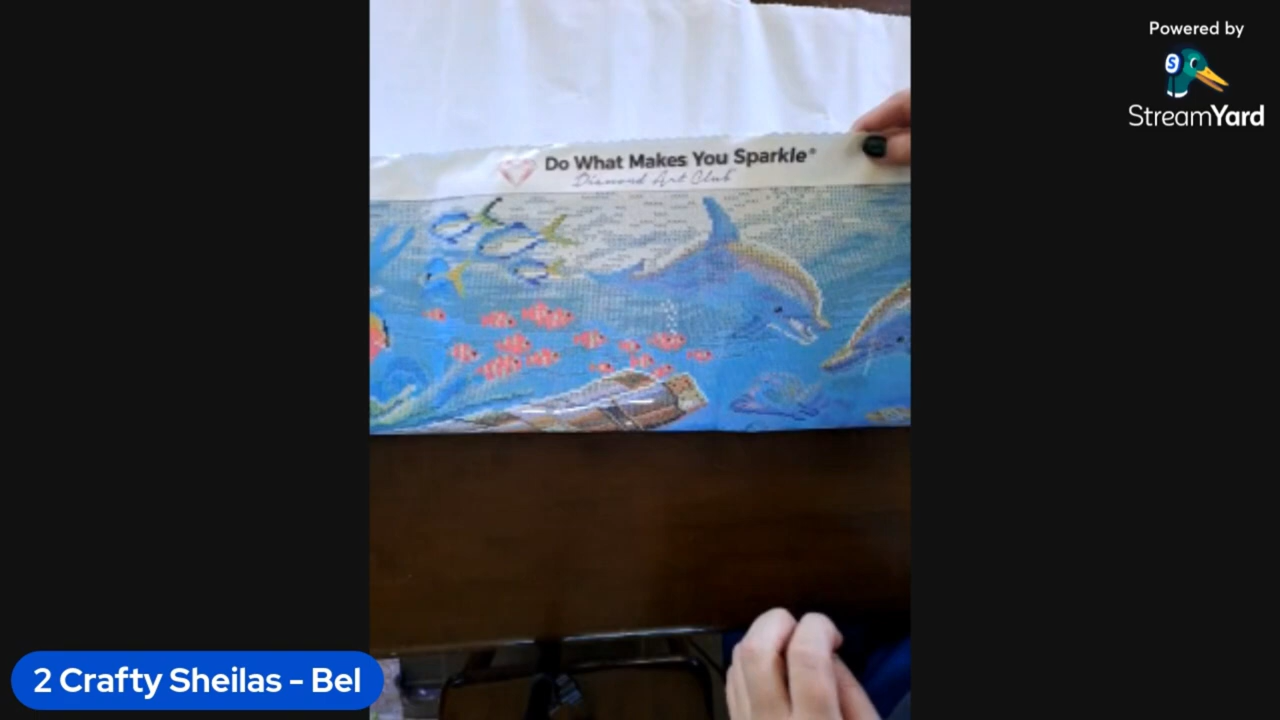 Powered by
S
StreamYard
Do What Makes You Sparkle®
Diamond Art Club
2 Crafty Sheilas - Bel